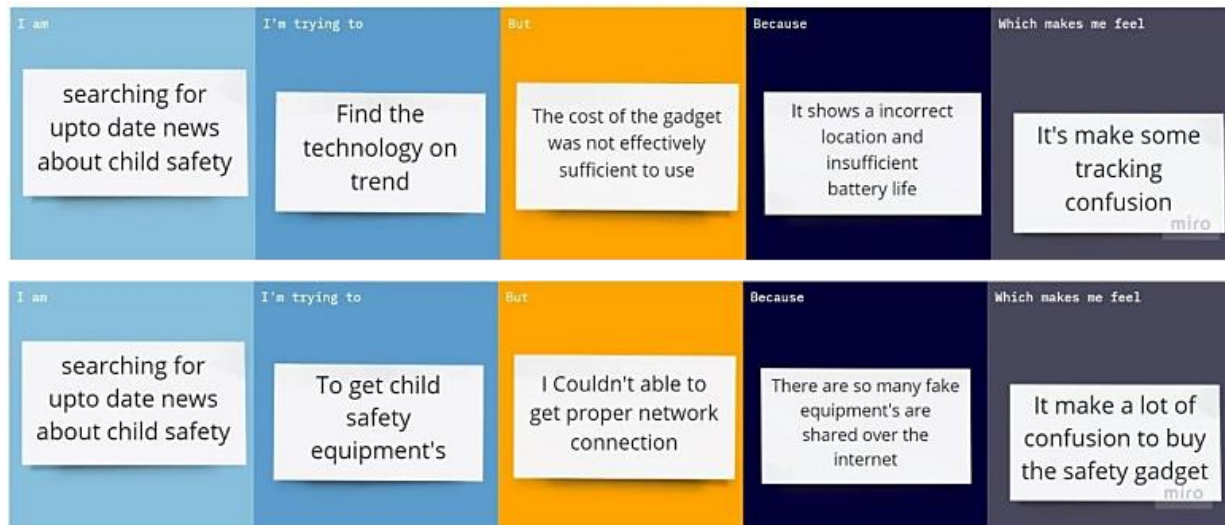 I am
I'm trying to
But
Because
Which makes me feel
searching for
upto date news
about child safety
Find the
technology on
trend
The cost of the gadget
was not effectively
sufficient to use
It shows a incorrect
location and
insufficient
battery life
It's make some
tracking
confusion
miro
I am
I'm trying to
But
Because
Which makes me feel
searching for
upto date news
about child safety
To get child
safety
equipment's
I Couldn't able to
get proper network
connection
There are so many fake
equipment's are
shared over the
internet
It make a lot of
confusion to buy
the safety gadget
miro